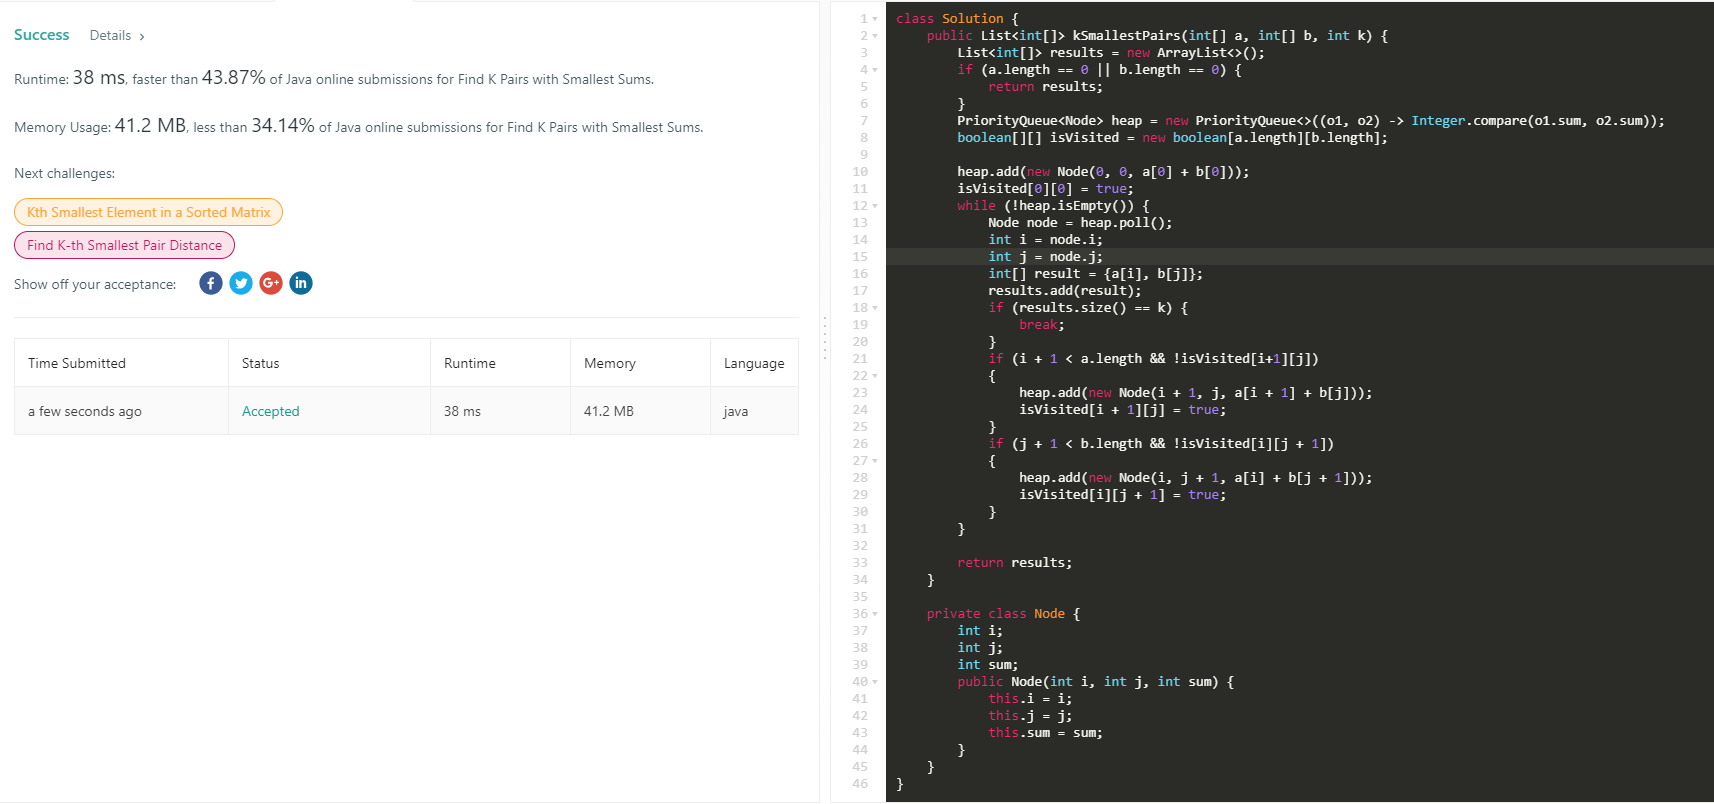 Success Details >
Runtime: 38 ms, faster than 43.87% of Java online submissions for Find K Pairs with Smallest Sums.
Memory Usage: 41.2 MB, less than 34.14% of Java online submissions for Find K Pairs with Smallest Sums.
Next challenges:
Kth Smallest Element in a Sorted Matrix
Find K-th Smallest Pair Distance
Show off your acceptance: f G+ in
Time Submitted Status Runtime Memory Language
a few seconds ago Accepted 38 ms 41.2 MB java
1 class Solution {
2     public List<int[]> kSmallestPairs(int[] a, int[] b, int k) {
3         List<int[]> results = new ArrayList<>();
4         if (a.length == 0 || b.length == 0) {
5             return results;
6         }
7         PriorityQueue<Node> heap = new PriorityQueue<>((o1, o2) -> Integer.compare(o1.sum, o2.sum));
8         boolean[][] isVisited = new boolean[a.length][b.length];
9
10         heap.add(new Node(0, 0, a[0] + b[0]));
11         isVisited[0][0] = true;
12         while (!heap.isEmpty()) {
13             Node node = heap.poll();
14             int i = node.i;
15             int j = node.j;
16             int[] result = {a[i], b[j]};
17             results.add(result);
18             if (results.size() == k) {
19                 break;
20             }
21             if (i + 1 < a.length && !isVisited[i+1][j])
22             {
23                 heap.add(new Node(i + 1, j, a[i + 1] + b[j]));
24                 isVisited[i + 1][j] = true;
25             }
26             if (j + 1 < b.length && !isVisited[i][j + 1])
27             {
28                 heap.add(new Node(i, j + 1, a[i] + b[j + 1]));
29                 isVisited[i][j + 1] = true;
30             }
31         }
32
33         return results;
34     }
35
36     private class Node {
37         int i;
38         int j;
39         int sum;
40         public Node(int i, int j, int sum) {
41             this.i = i;
42             this.j = j;
43             this.sum = sum;
44         }
45     }
46 }